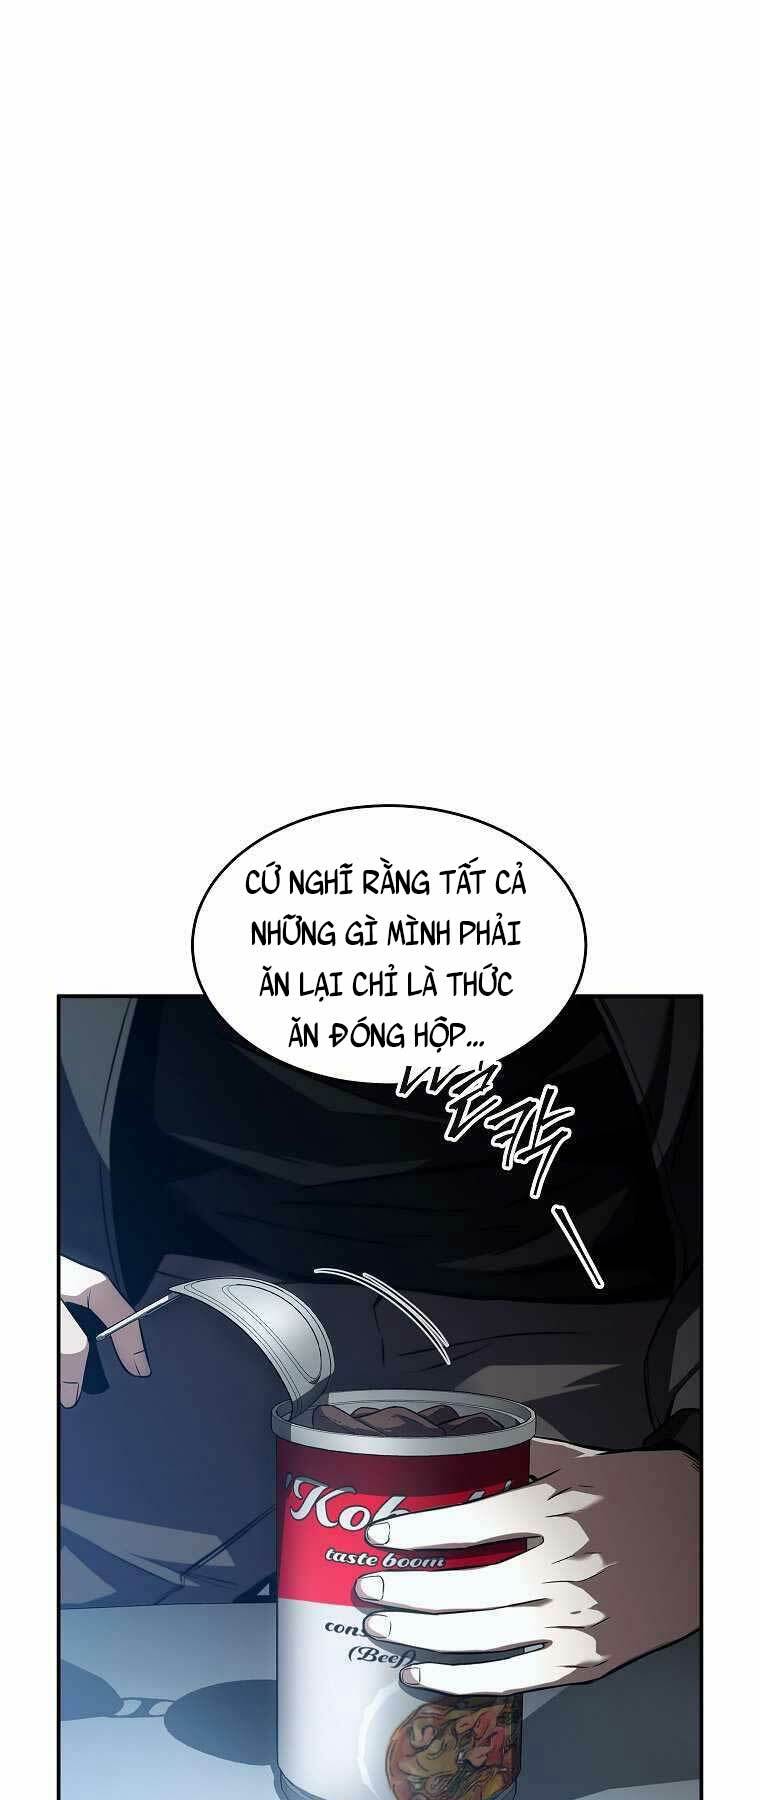 CỨ NGHĨ RẰNG TẤT CẢ
NHỮNG GÌ MÌNH PHẢI
ĂN LẠI CHỈ LÀ THỨC
ĂN ĐÓNG HỘP...
taste boom
(Beef)